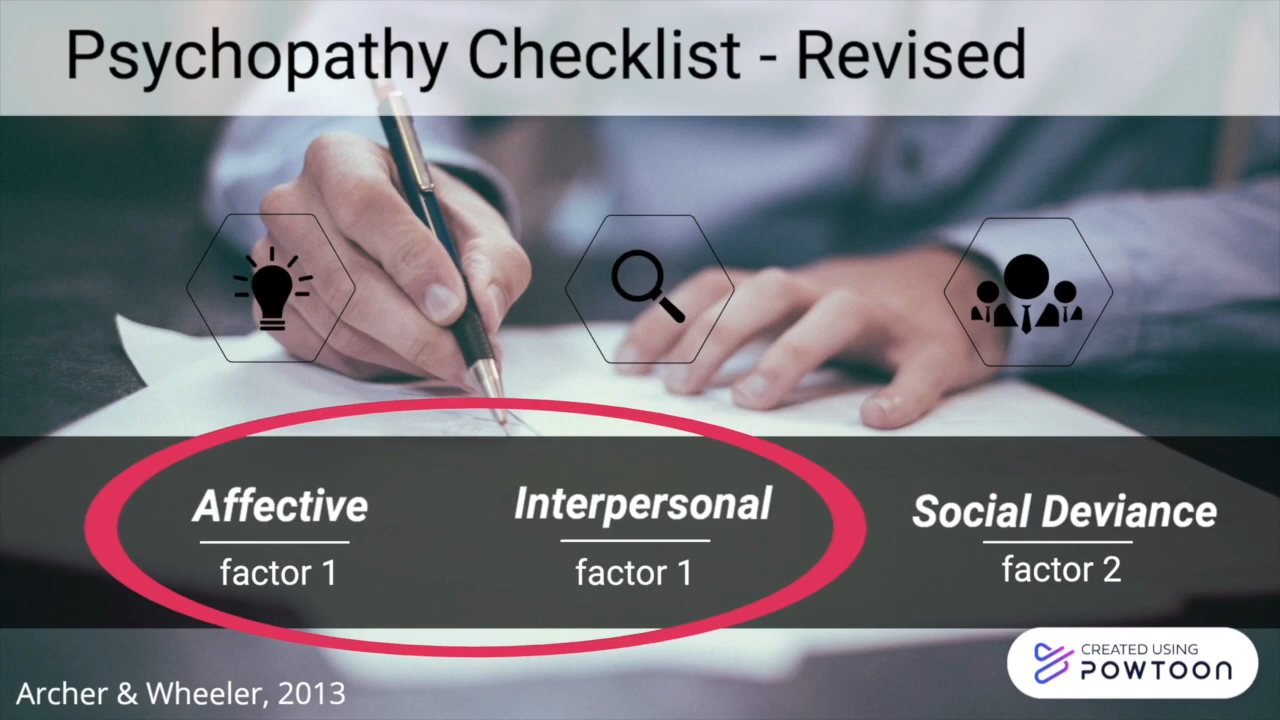 Psychopathy Checklist - Revised
Affective
factor 1
Interpersonal
factor 1
Social Deviance
factor 2
Archer & Wheeler, 2013
CREATED USING
POWTOON